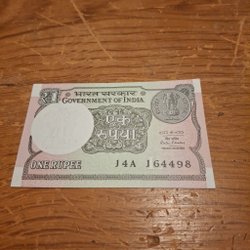 भारत सरकार
GOVERNMENT OF INDIA
एक
रुपया
ONE RUPEE
J4A 164498